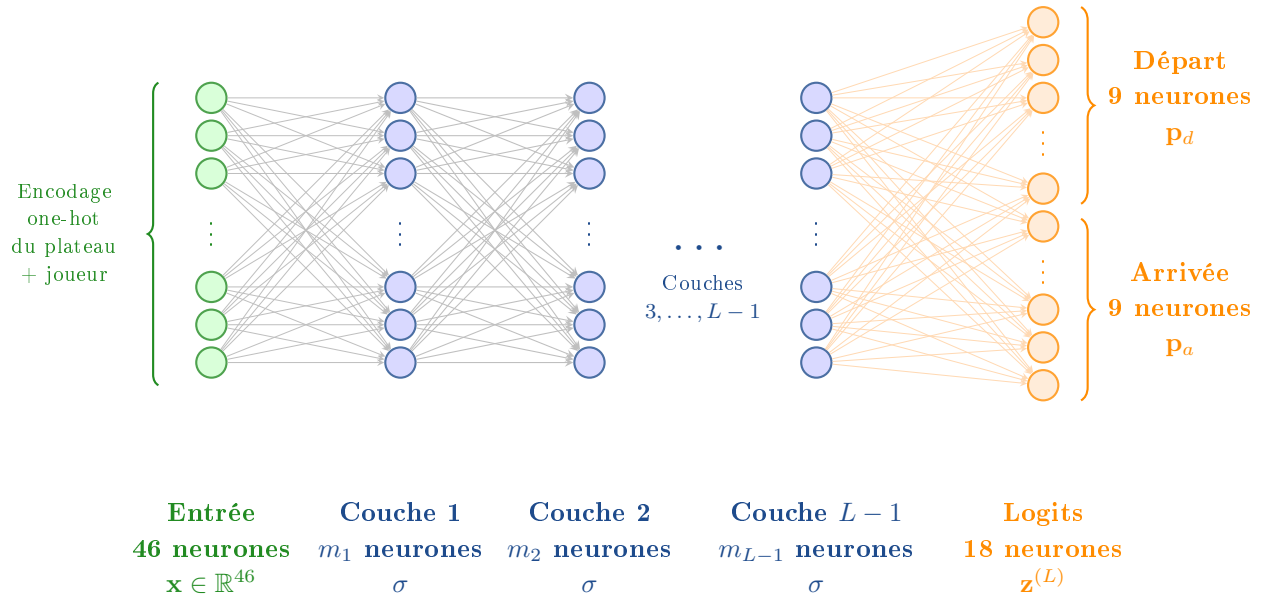 Encodage
one-hot
du plateau
+ joueur
Couches
3, . . . , L − 1
Départ
9 neurones
p_d
Arrivée
9 neurones
p_a
Entrée
46 neurones
x ∈ ℝ^46
Couche 1
m_1 neurones
σ
Couche 2
m_2 neurones
σ
Couche L − 1
m_{L−1} neurones
σ
Logits
18 neurones
z^(L)